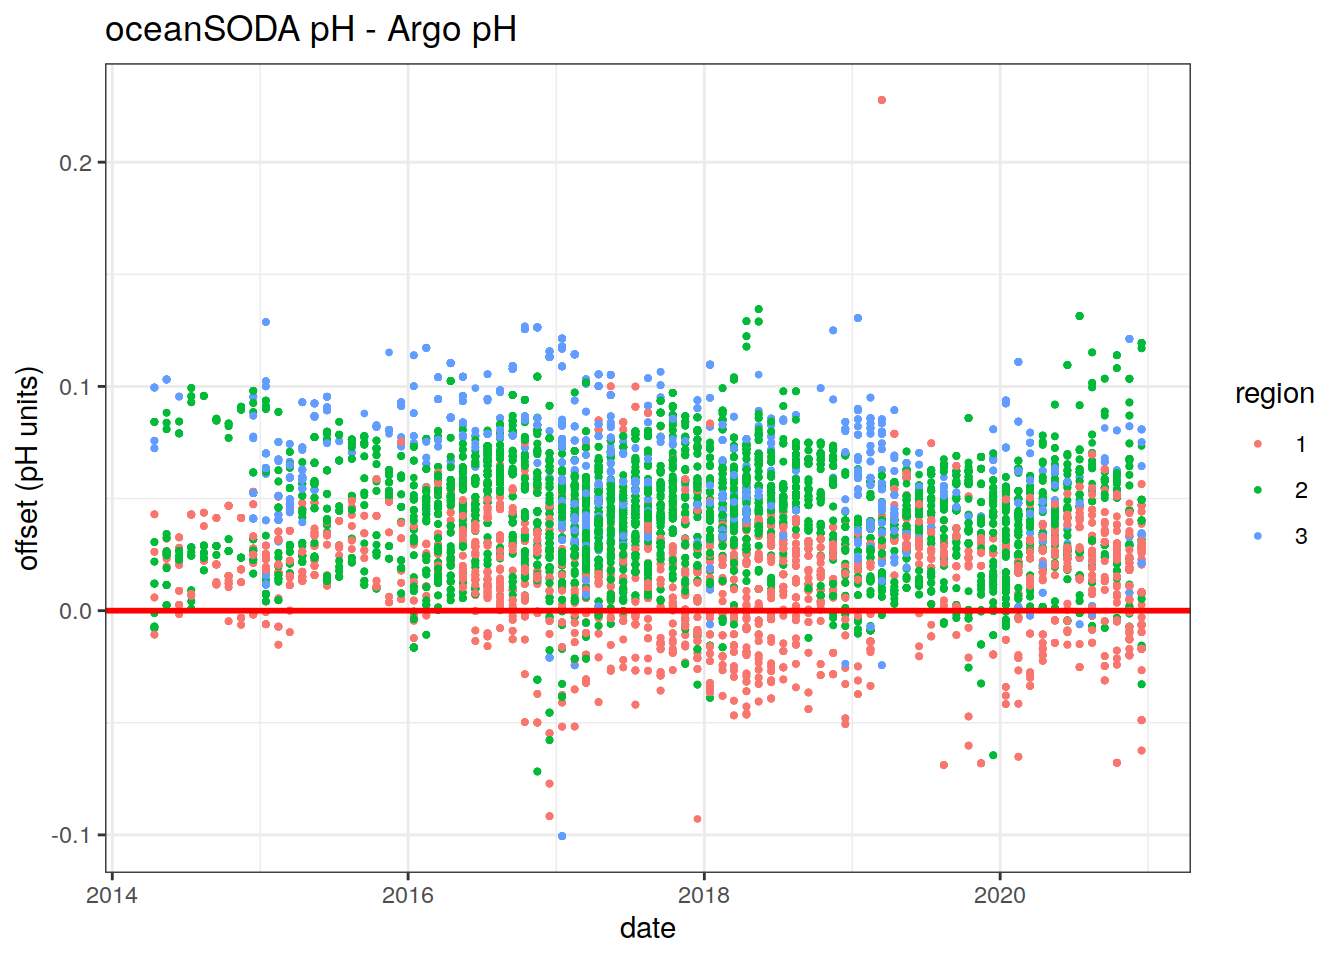 oceanSODA pH - Argo pH
offset (pH units)
0.2
0.1
0.0
-0.1
2014
2016
2018
2020
date
region
1
2
3